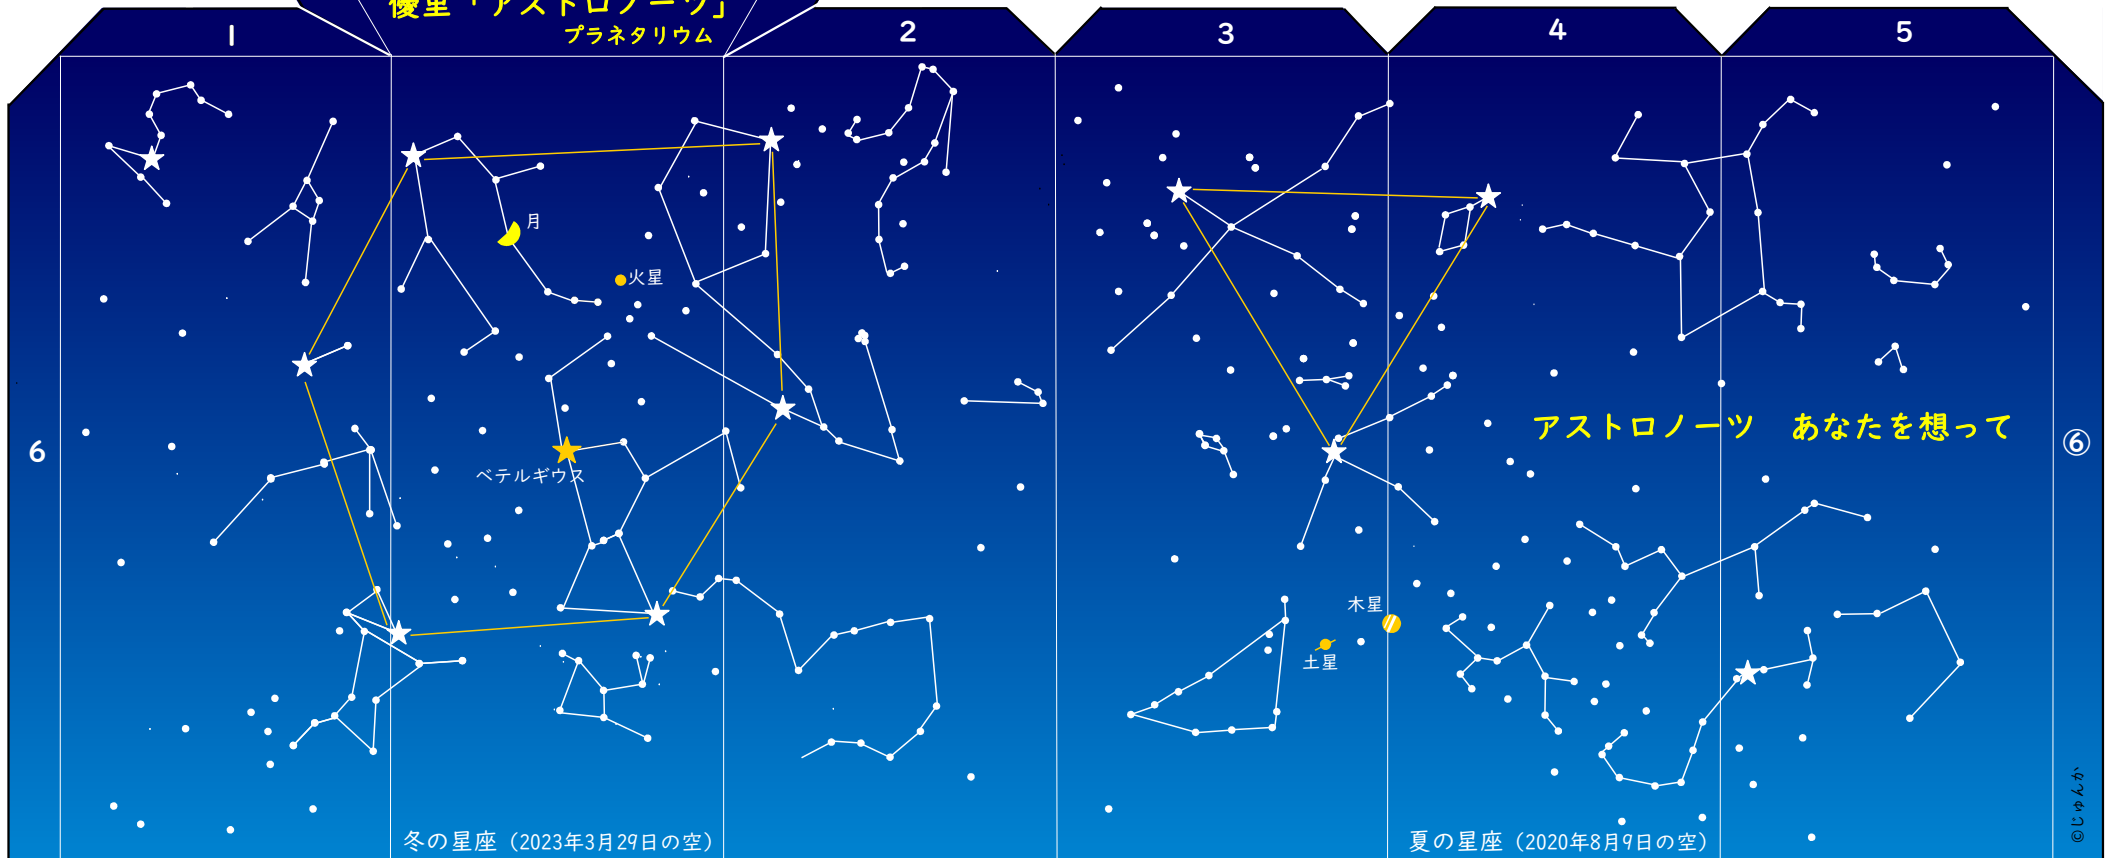 優里「アストロノーツ」
プラネタリウム
1
2
3
4
5
月
火星
アストロノーツ あなたを想って
6
⑥
ベテルギウス
木星
土星
冬の星座（2023年3月29日の空）
夏の星座（2020年8月9日の空）
©じゅんか